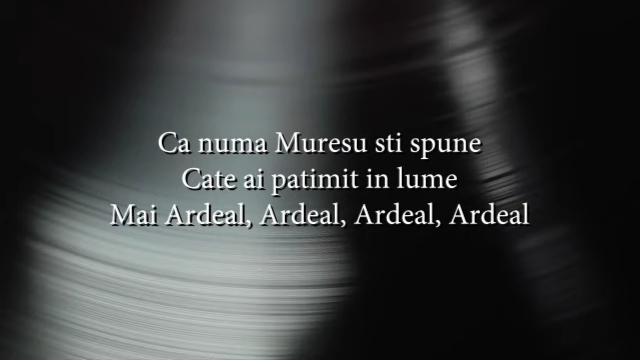 Ca numa Muresu sti spune
Cate ai patimit in lume
Mai Ardeal, Ardeal, Ardeal, Ardeal